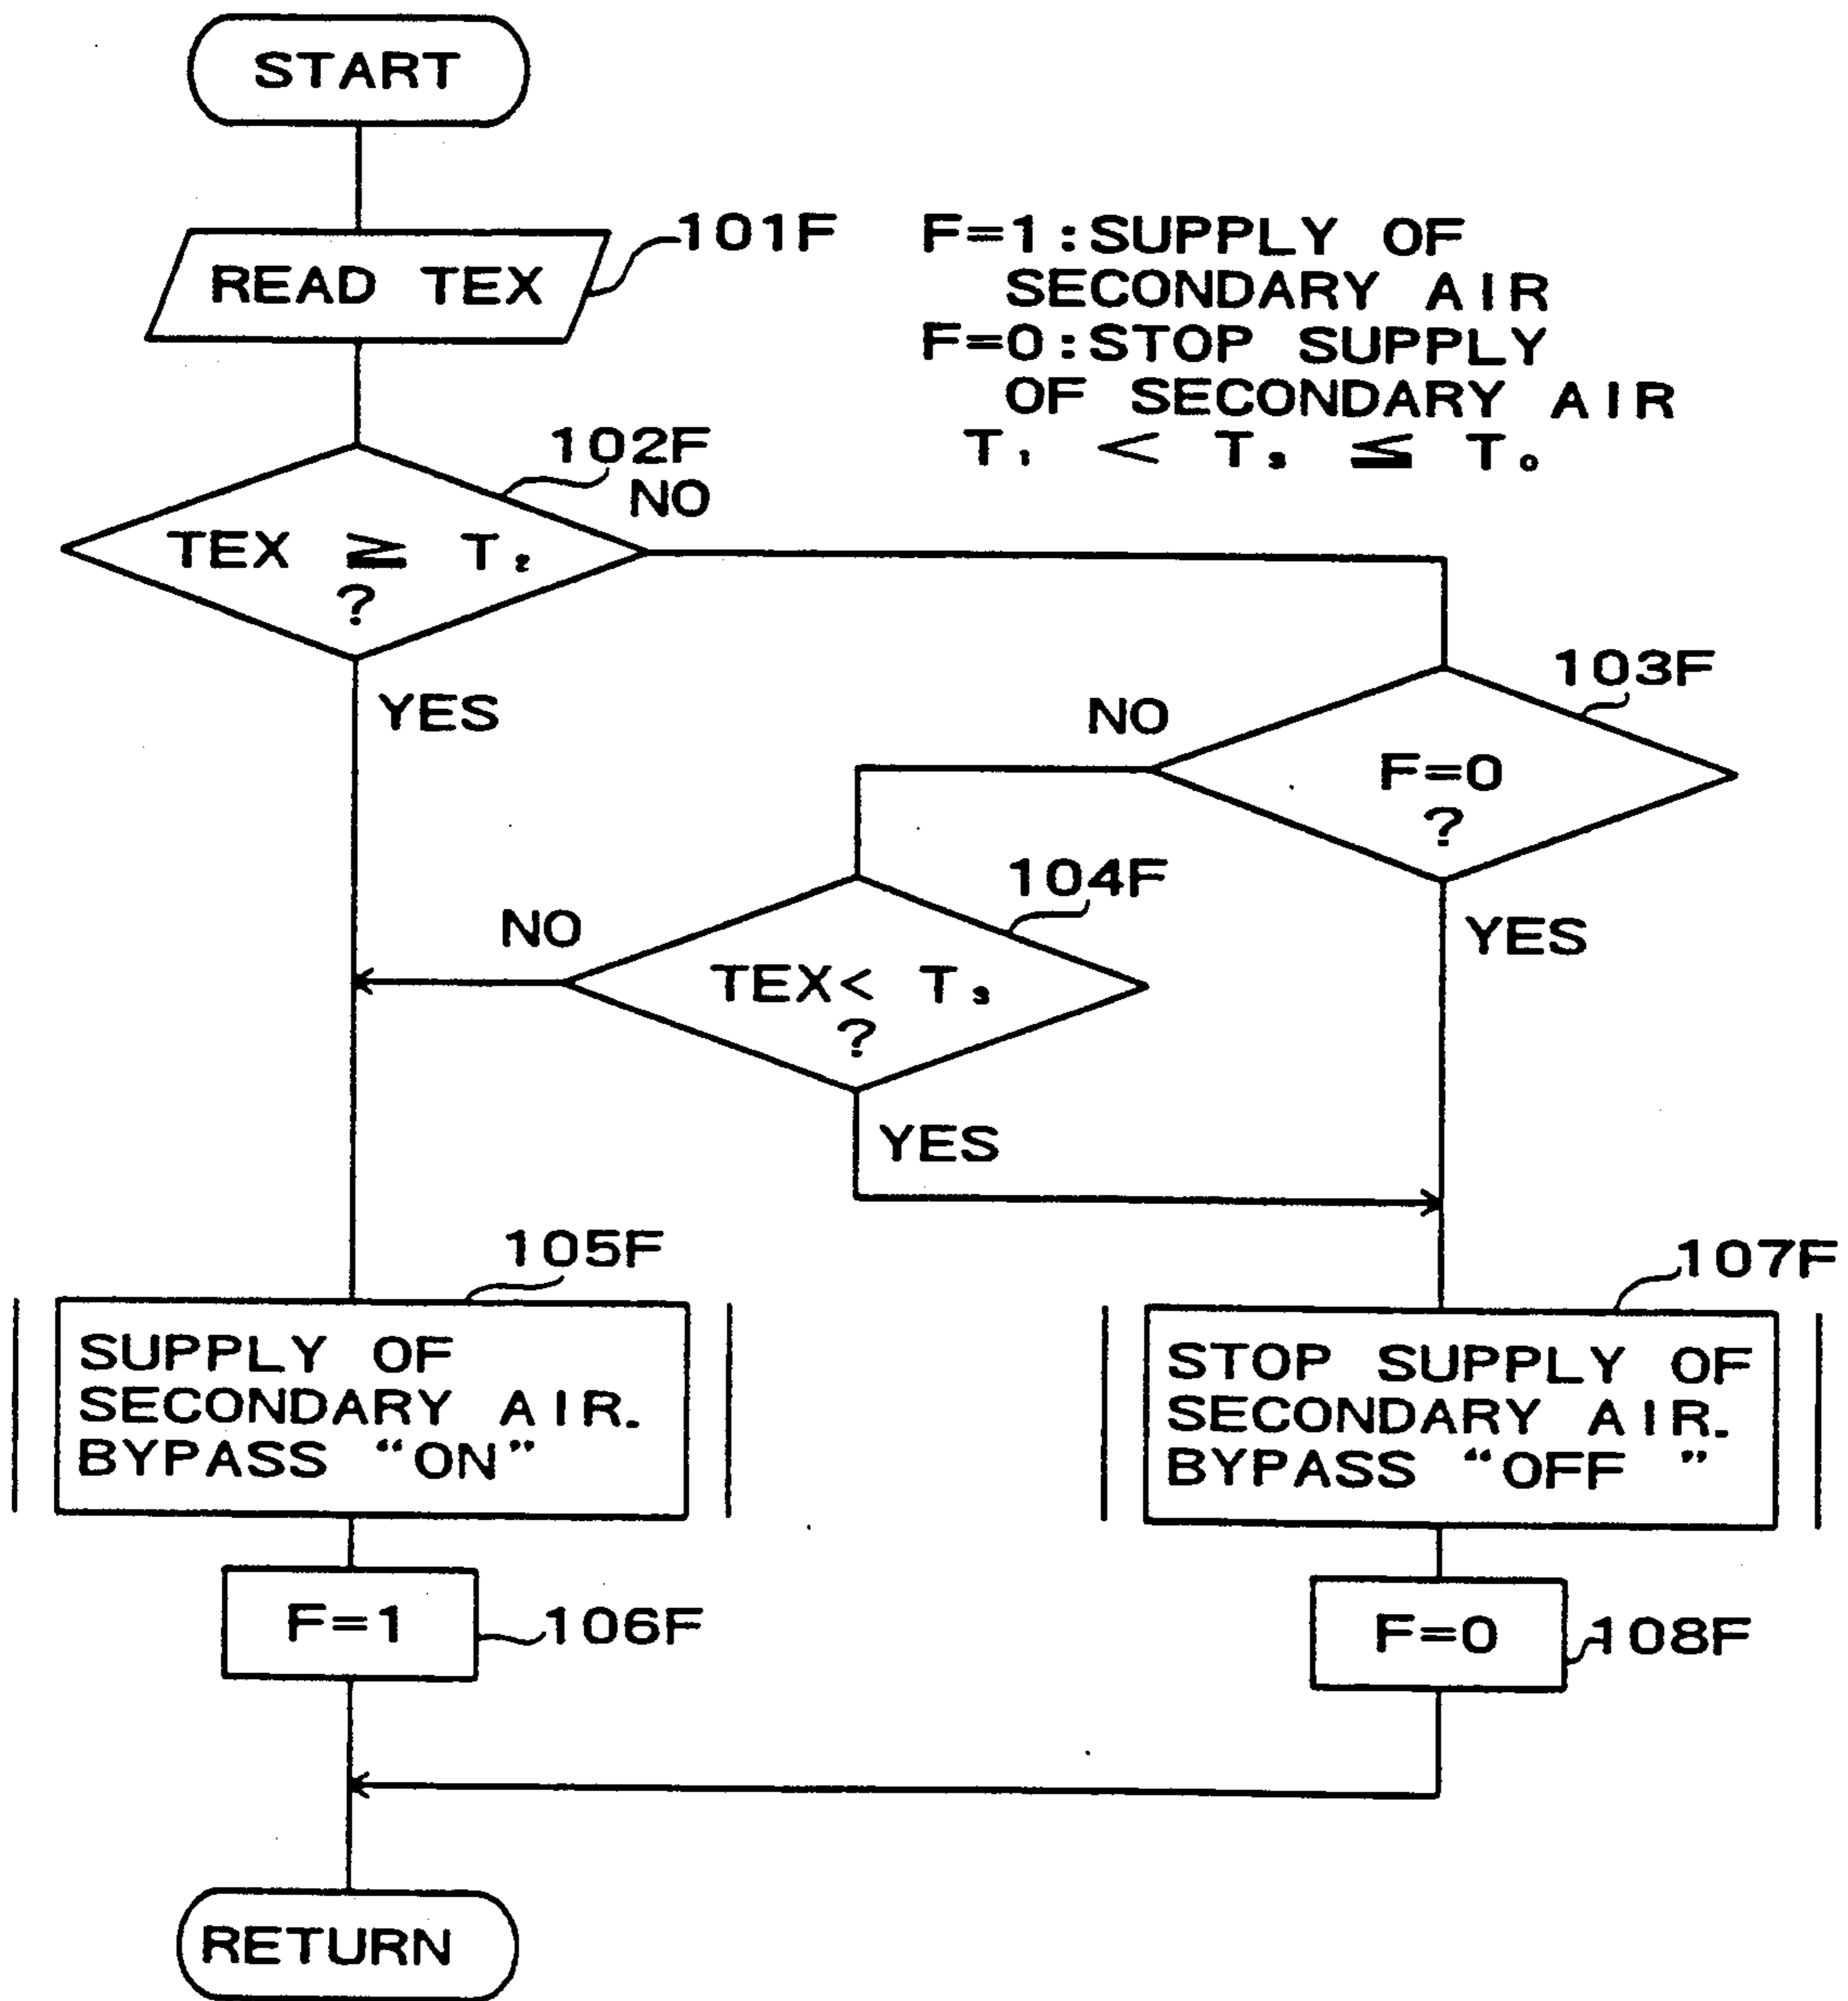 START
READ TEX
101F
F=1:SUPPLY OF
SECONDARY AIR
F=0:STOP SUPPLY
OF SECONDARY AIR
T₁ < T₃ ≦ T₀
102F
NO
TEX ≧ T₂
?
YES
103F
NO
F=0
?
YES
104F
NO
TEX< T₃
?
YES
105F
SUPPLY OF
SECONDARY AIR.
BYPASS “ON”
107F
STOP SUPPLY OF
SECONDARY AIR.
BYPASS “OFF ”
F=1
106F
F=0
108F
RETURN